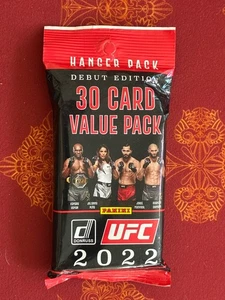 HANGER PACK
DEBUT EDITION
30 CARD
VALUE PACK
PANINI
DONRUSS
UFC
2022